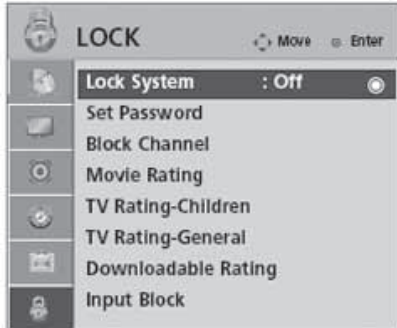 LOCK Move Enter
Lock System : Off
Set Password
Block Channel
Movie Rating
TV Rating-Children
TV Rating-General
Downloadable Rating
Input Block